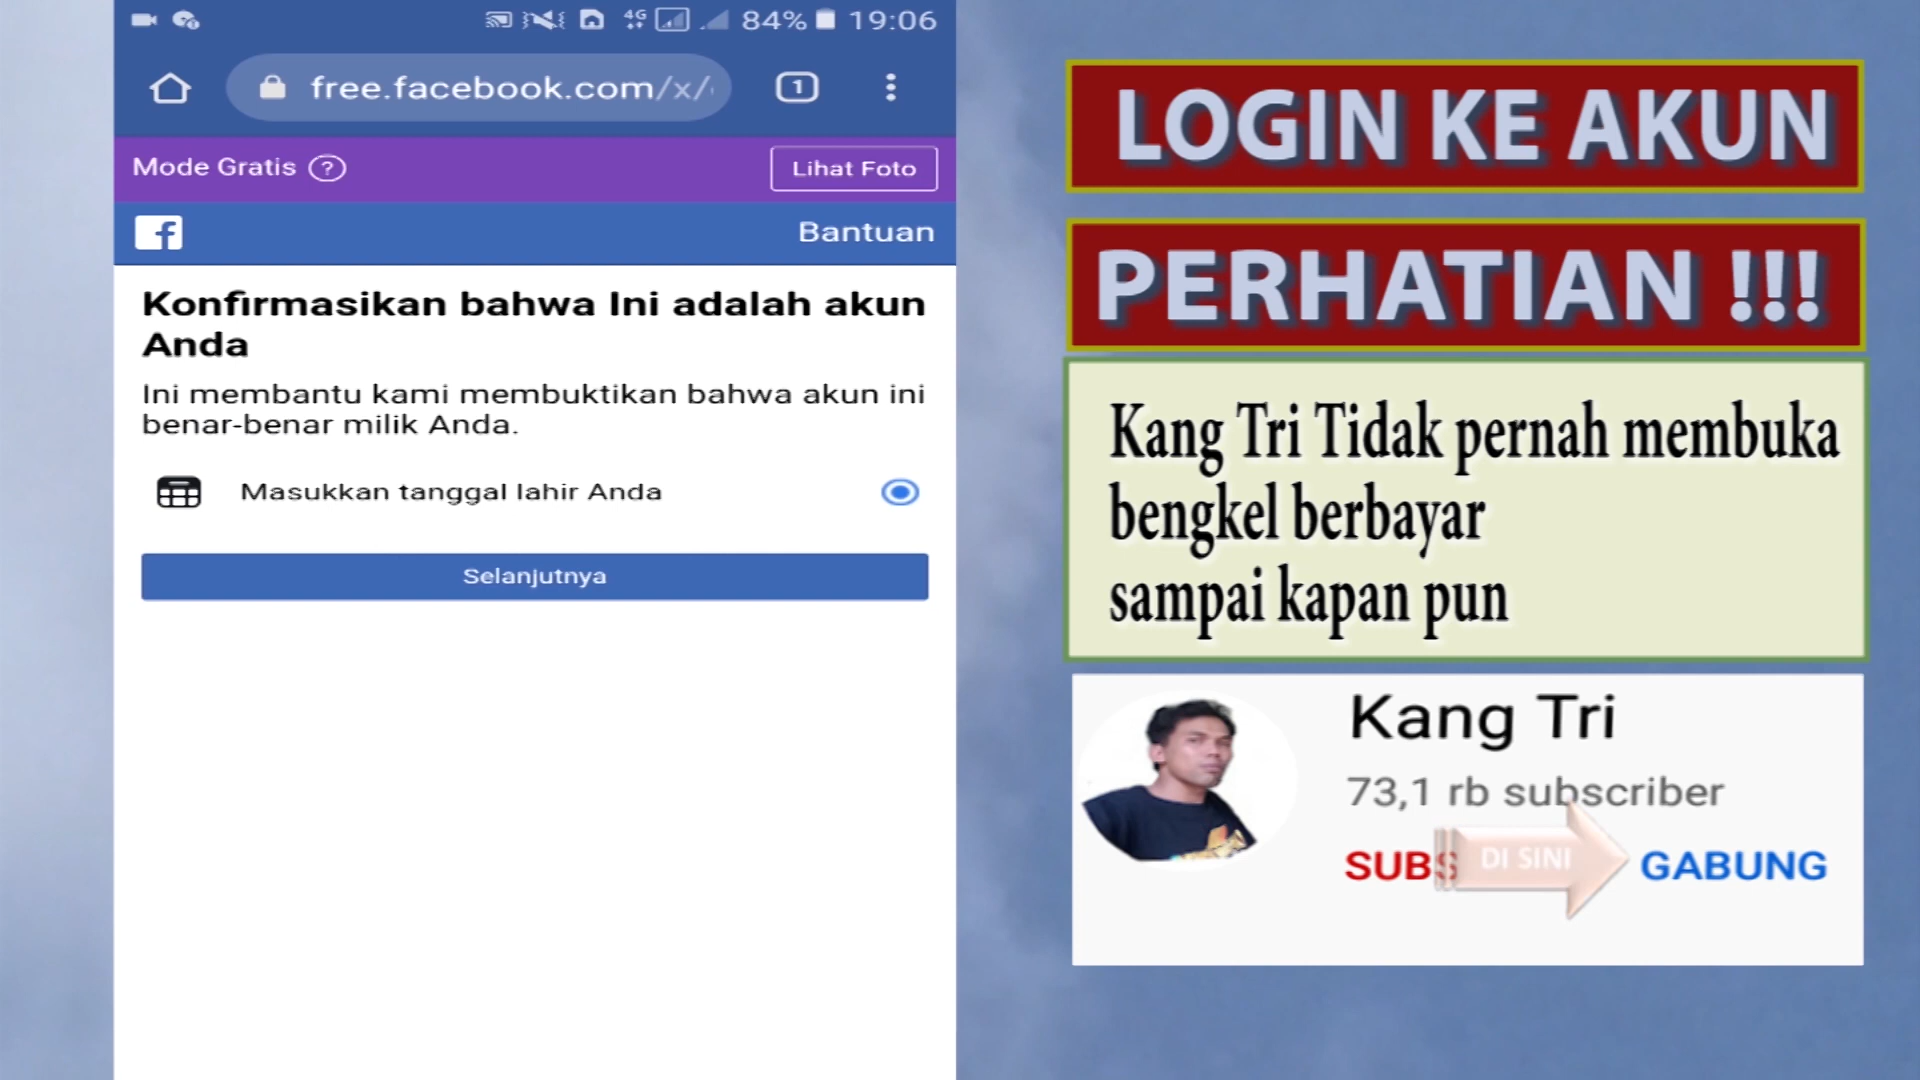 4G 84% 19:06
free.facebook.com/x/
1
Mode Gratis ? Lihat Foto
f Bantuan
Konfirmasikan bahwa Ini adalah akun
Anda
Ini membantu kami membuktikan bahwa akun ini
benar-benar milik Anda.
Masukkan tanggal lahir Anda
Selanjutnya
LOGIN KE AKUN
PERHATIAN !!!
Kang Tri Tidak pernah membuka
bengkel berbayar
sampai kapan pun
Kang Tri
73,1 rb subscriber
SUBS DI SINI GABUNG